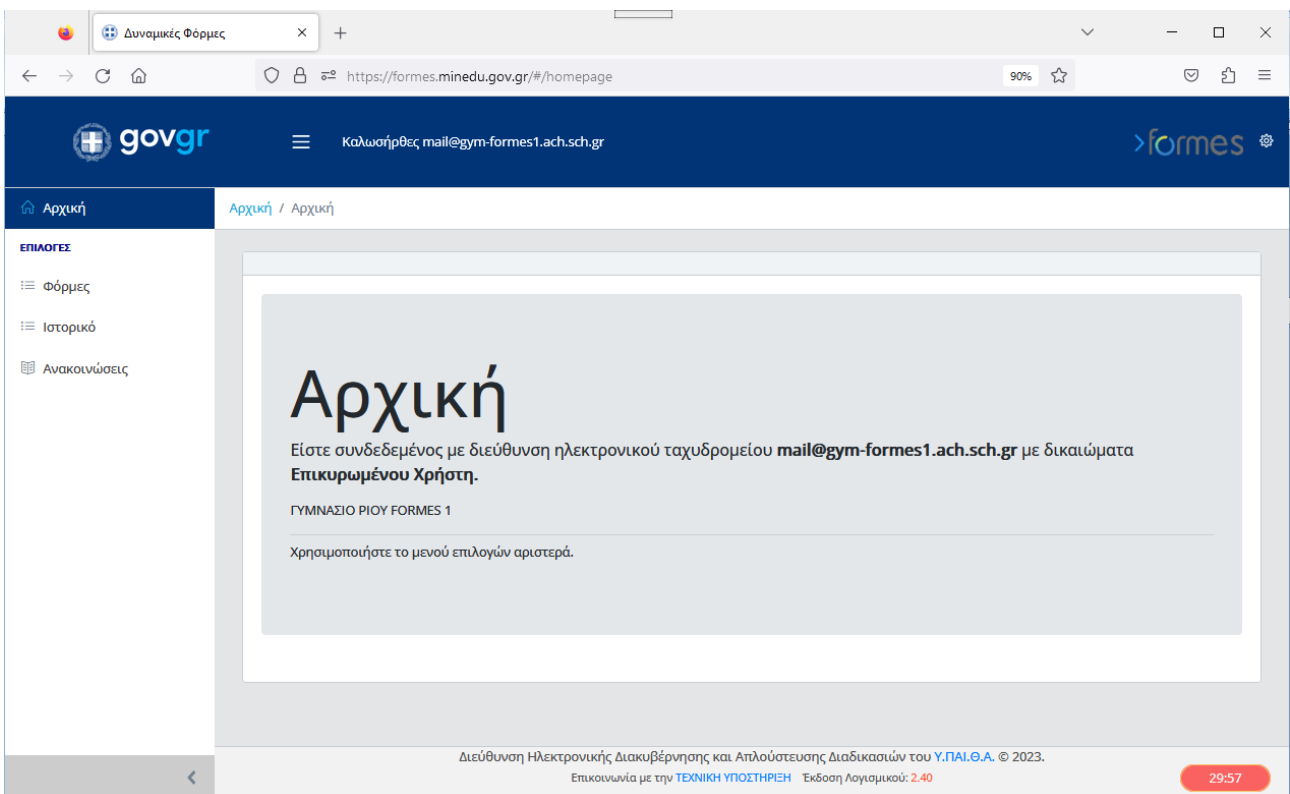 Δυναμικές Φόρμες
https://formes.minedu.gov.gr/#/homepage
90%
govgr
Καλωσήρθες mail@gym-formes1.ach.sch.gr
>formes
Αρχική
Αρχική / Αρχική
ΕΠΙΛΟΓΕΣ
Φόρμες
Ιστορικό
Ανακοινώσεις
Αρχική
Είστε συνδεδεμένος με διεύθυνση ηλεκτρονικού ταχυδρομείου mail@gym-formes1.ach.sch.gr με δικαιώματα
Επικυρωμένου Χρήστη.
ΓΥΜΝΑΣΙΟ ΡΙΟΥ FORMES 1
Χρησιμοποιήστε το μενού επιλογών αριστερά.
Διεύθυνση Ηλεκτρονικής Διακυβέρνησης και Απλούστευσης Διαδικασιών του Υ.ΠΑΙ.Θ.Α. © 2023.
Επικοινωνία με την ΤΕΧΝΙΚΗ ΥΠΟΣΤΗΡΙΞΗ Έκδοση Λογισμικού: 2.40
29:57